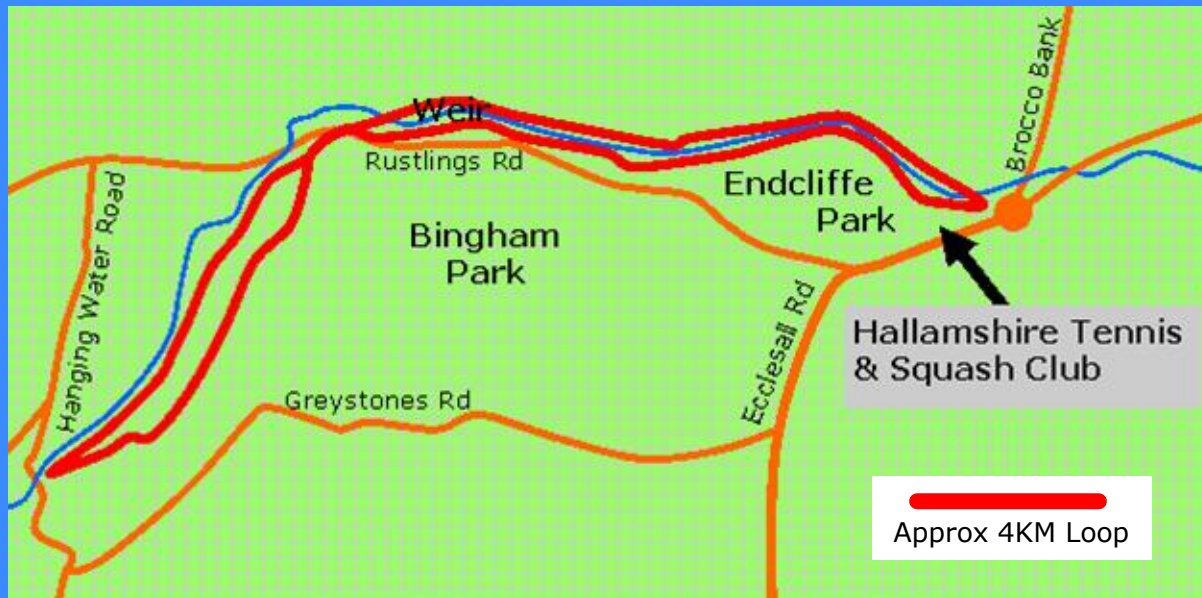 Weir
Brocco Bank
Rustlings Rd
Endcliffe
Park
Hanging Water Road
Bingham
Park
Ecclesall Rd
Hallamshire Tennis
& Squash Club
Greystones Rd
Approx 4KM Loop